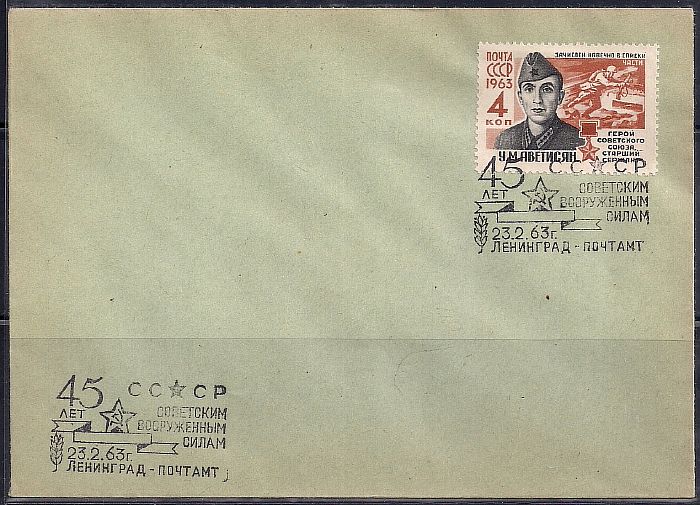 ПОЧТА
СССР
1963
4
КОП
ЗАЧИСЛЕН НАВЕЧНО В СПИСКИ
ЧАСТИ
ГЕРОЙ
СОВЕТСКОГО
СОЮЗА,
СТАРШИЙ
У.М.АВЕТИСЯН
45 СССР
ЛЕТ СОВЕТСКИМ
ВООРУЖЕННЫМ
СИЛАМ
23.2.63г.
ЛЕНИНГРАД - ПОЧТАМТ
45 СССР
ЛЕТ СОВЕТСКИМ
ВООРУЖЕННЫМ
СИЛАМ
23.2.63г.
ЛЕНИНГРАД - ПОЧТАМТ